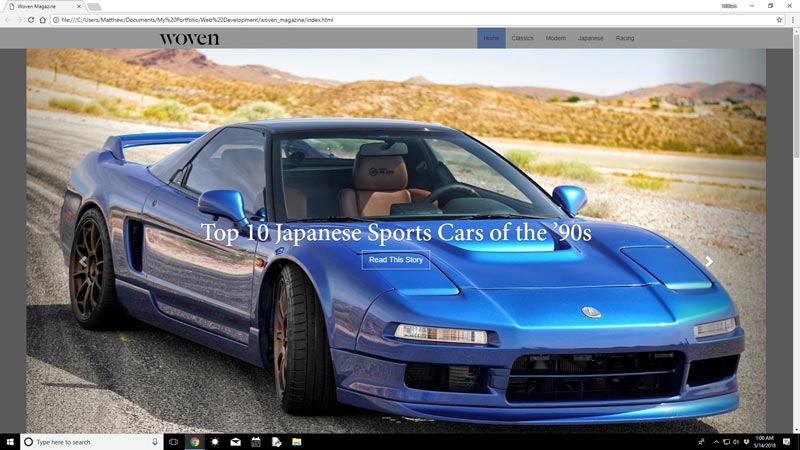 Woven Magazine
file:///C:/Users/Matthew/Documents/My%20Portfolio/Web%20Development/woven_magazine/index.html
woven
Home Classics Modern Japanese Racing
Top 10 Japanese Sports Cars of the ’90s
Read This Story
Type here to search
1:00 AM
5/14/2018